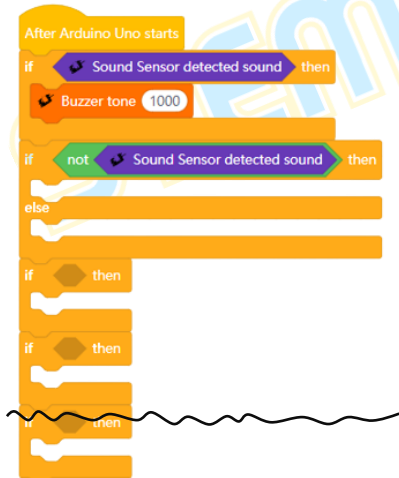 After Arduino Uno starts
if Sound Sensor detected sound then
Buzzer tone 1000
if not Sound Sensor detected sound then
else
if then
if then
if then